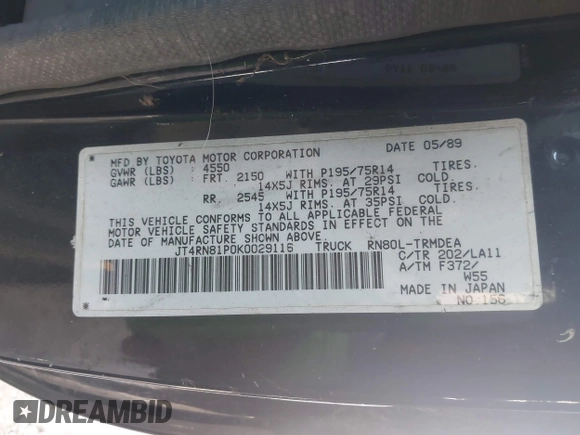 MFD BY TOYOTA MOTOR CORPORATION DATE 05/89
GVWR (LBS) : 4550
GAWR (LBS) : FRT. 2150 WITH P195/75R14 TIRES.
14X5J RIMS. AT 29PSI COLD.
RR. 2545 WITH P195/75R14 TIRES.
14X5J RIMS. AT 35PSI COLD.
THIS VEHICLE CONFORMS TO ALL APPLICABLE FEDERAL
MOTOR VEHICLE SAFETY STANDARDS IN EFFECT ON THE
DATE OF MANUFACTURE SHOWN ABOVE.
JT4RN81P0K0029116 TRUCK RN80L-TRMDEA
C/TR 202/LA11
A/TM F372/
W55
MADE IN JAPAN
NO.156
DREAMBID